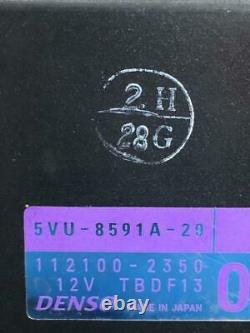 2 H
28G
5VU-8591A-20
112100-2350
12V TBDF13
0
DENSO MADE IN JAPAN